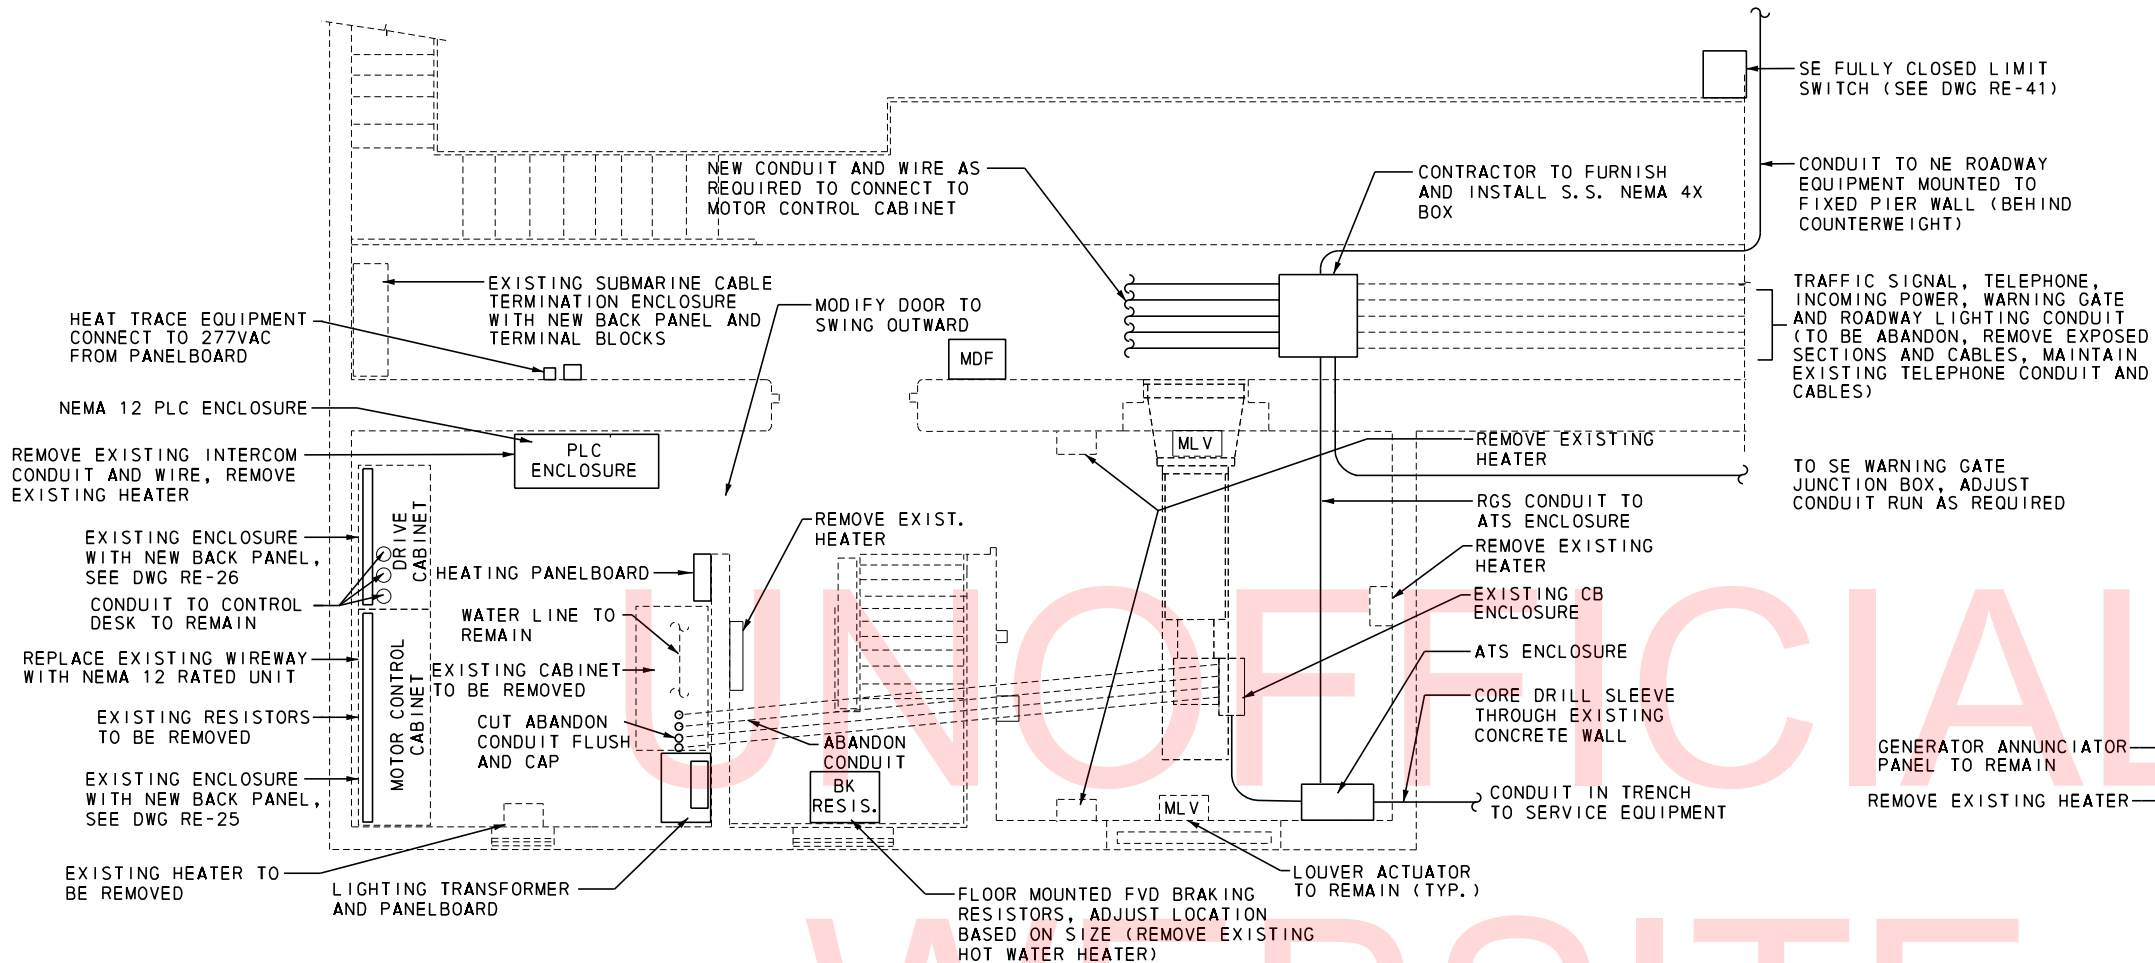 SE FULLY CLOSED LIMIT
SWITCH (SEE DWG RE-41)
NEW CONDUIT AND WIRE AS
REQUIRED TO CONNECT TO
MOTOR CONTROL CABINET
CONTRACTOR TO FURNISH
AND INSTALL S.S. NEMA 4X
BOX
CONDUIT TO NE ROADWAY
EQUIPMENT MOUNTED TO
FIXED PIER WALL (BEHIND
COUNTERWEIGHT)
EXISTING SUBMARINE CABLE
TERMINATION ENCLOSURE
WITH NEW BACK PANEL AND
TERMINAL BLOCKS
MODIFY DOOR TO
SWING OUTWARD
TRAFFIC SIGNAL, TELEPHONE,
INCOMING POWER, WARNING GATE
AND ROADWAY LIGHTING CONDUIT
(TO BE ABANDON, REMOVE EXPOSED
SECTIONS AND CABLES, MAINTAIN
EXISTING TELEPHONE CONDUIT AND
CABLES)
HEAT TRACE EQUIPMENT
CONNECT TO 277VAC
FROM PANELBOARD
MDF
NEMA 12 PLC ENCLOSURE
PLC
ENCLOSURE
MLV
REMOVE EXISTING
HEATER
REMOVE EXISTING INTERCOM
CONDUIT AND WIRE, REMOVE
EXISTING HEATER
TO SE WARNING GATE
JUNCTION BOX, ADJUST
CONDUIT RUN AS REQUIRED
RGS CONDUIT TO
ATS ENCLOSURE
EXISTING ENCLOSURE
WITH NEW BACK PANEL,
SEE DWG RE-26
DRIVE
CABINET
REMOVE EXIST.
HEATER
REMOVE EXISTING
HEATER
HEATING PANELBOARD
CONDUIT TO CONTROL
DESK TO REMAIN
WATER LINE TO
REMAIN
EXISTING CB
ENCLOSURE
REPLACE EXISTING WIREWAY
WITH NEMA 12 RATED UNIT
MOTOR CONTROL
CABINET
EXISTING CABINET
TO BE REMOVED
ATS ENCLOSURE
EXISTING RESISTORS
TO BE REMOVED
CUT ABANDON
CONDUIT FLUSH
AND CAP
ABANDON
CONDUIT
CORE DRILL SLEEVE
THROUGH EXISTING
CONCRETE WALL
GENERATOR ANNUNCIATOR
PANEL TO REMAIN
EXISTING ENCLOSURE
WITH NEW BACK PANEL,
SEE DWG RE-25
BK
RESIS.
MLV
CONDUIT IN TRENCH
TO SERVICE EQUIPMENT
REMOVE EXISTING HEATER
EXISTING HEATER TO
BE REMOVED
LIGHTING TRANSFORMER
AND PANELBOARD
LOUVER ACTUATOR
TO REMAIN (TYP.)
FLOOR MOUNTED FVD BRAKING
RESISTORS, ADJUST LOCATION
BASED ON SIZE (REMOVE EXISTING
HOT WATER HEATER)
UNOFFICIAL
WEBSITE